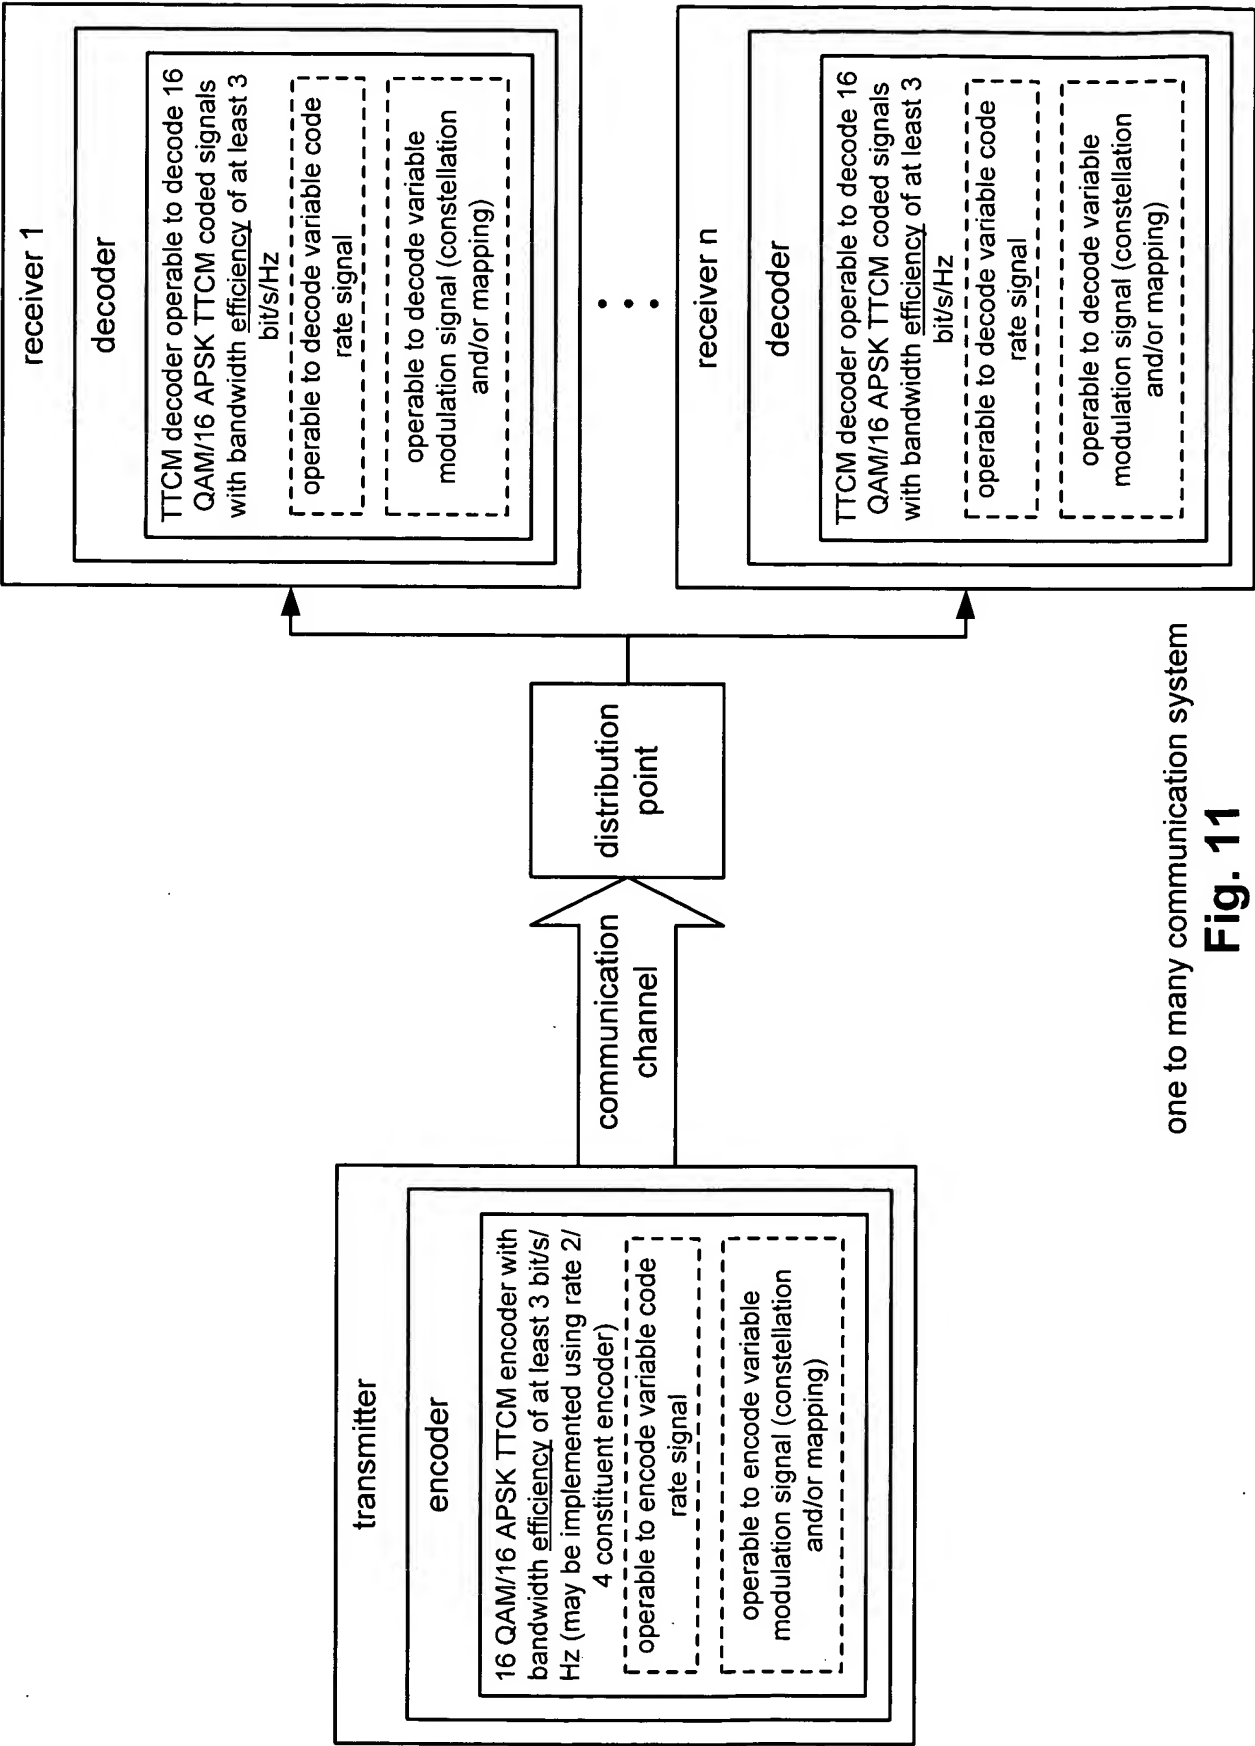 transmitter
encoder
16 QAM/16 APSK TTCM encoder with
bandwidth efficiency of at least 3 bit/s/
Hz (may be implemented using rate 2/
4 constituent encoder)
operable to encode variable code
rate signal
operable to encode variable
modulation signal (constellation
and/or mapping)
communication
channel
distribution
point
receiver 1
decoder
TTCM decoder operable to decode 16
QAM/16 APSK TTCM coded signals
with bandwidth efficiency of at least 3
bit/s/Hz
operable to decode variable code
rate signal
operable to decode variable
modulation signal (constellation
and/or mapping)
• • •
receiver n
decoder
TTCM decoder operable to decode 16
QAM/16 APSK TTCM coded signals
with bandwidth efficiency of at least 3
bit/s/Hz
operable to decode variable code
rate signal
operable to decode variable
modulation signal (constellation
and/or mapping)
one to many communication system
Fig. 11